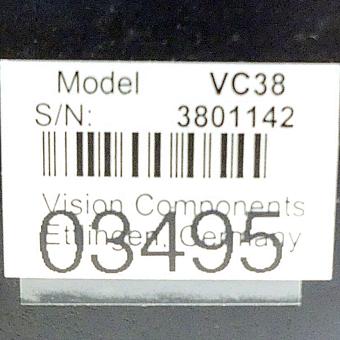 Model VC38
S/N: 3801142
Vision Components
Ettlingen, Germany
03495